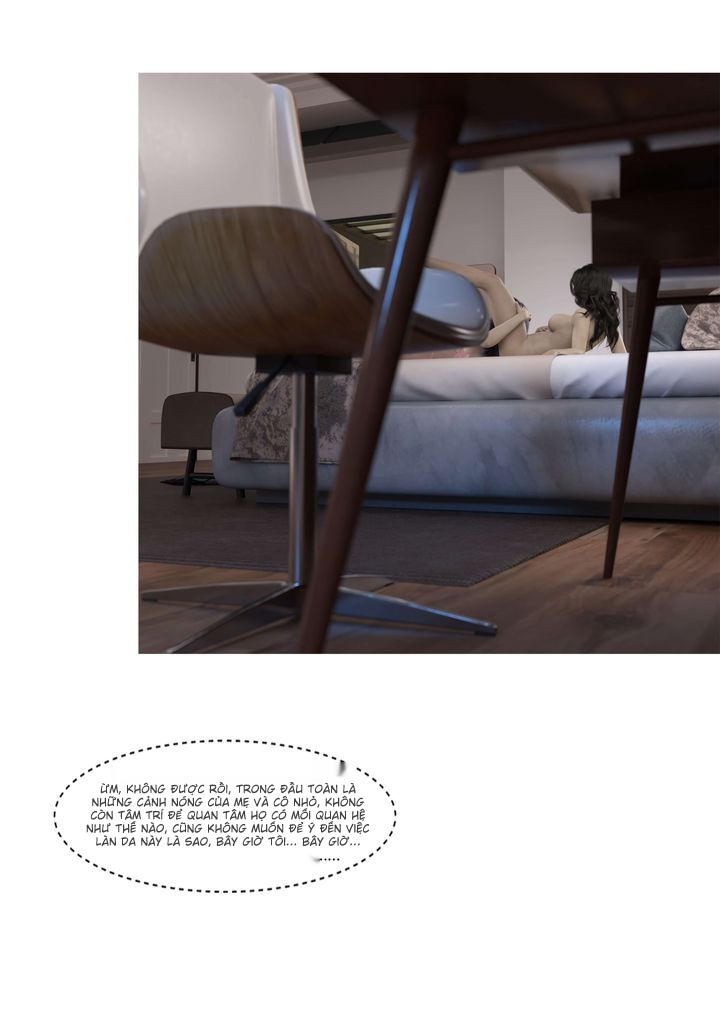 ỪM, KHÔNG ĐƯỢC RỒI, TRONG ĐẦU TOÀN LÀ
NHỮNG CẢNH NÓNG CỦA MẸ VÀ CÔ NHỎ, KHÔNG
CÒN TÂM TRÍ ĐỂ QUAN TÂM HỌ CÓ MỐI QUAN HỆ
NHƯ THẾ NÀO, CŨNG KHÔNG MUỐN ĐỂ Ý ĐẾN VIỆC
LÀN DA NÀY LÀ SAO, BÂY GIỜ TÔI... BÂY GIỜ...
.....